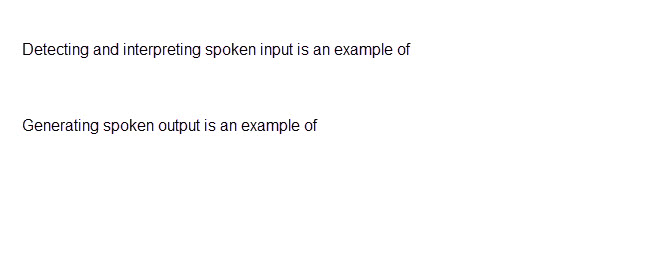 Detecting and interpreting spoken input is an example of
Generating spoken output is an example of